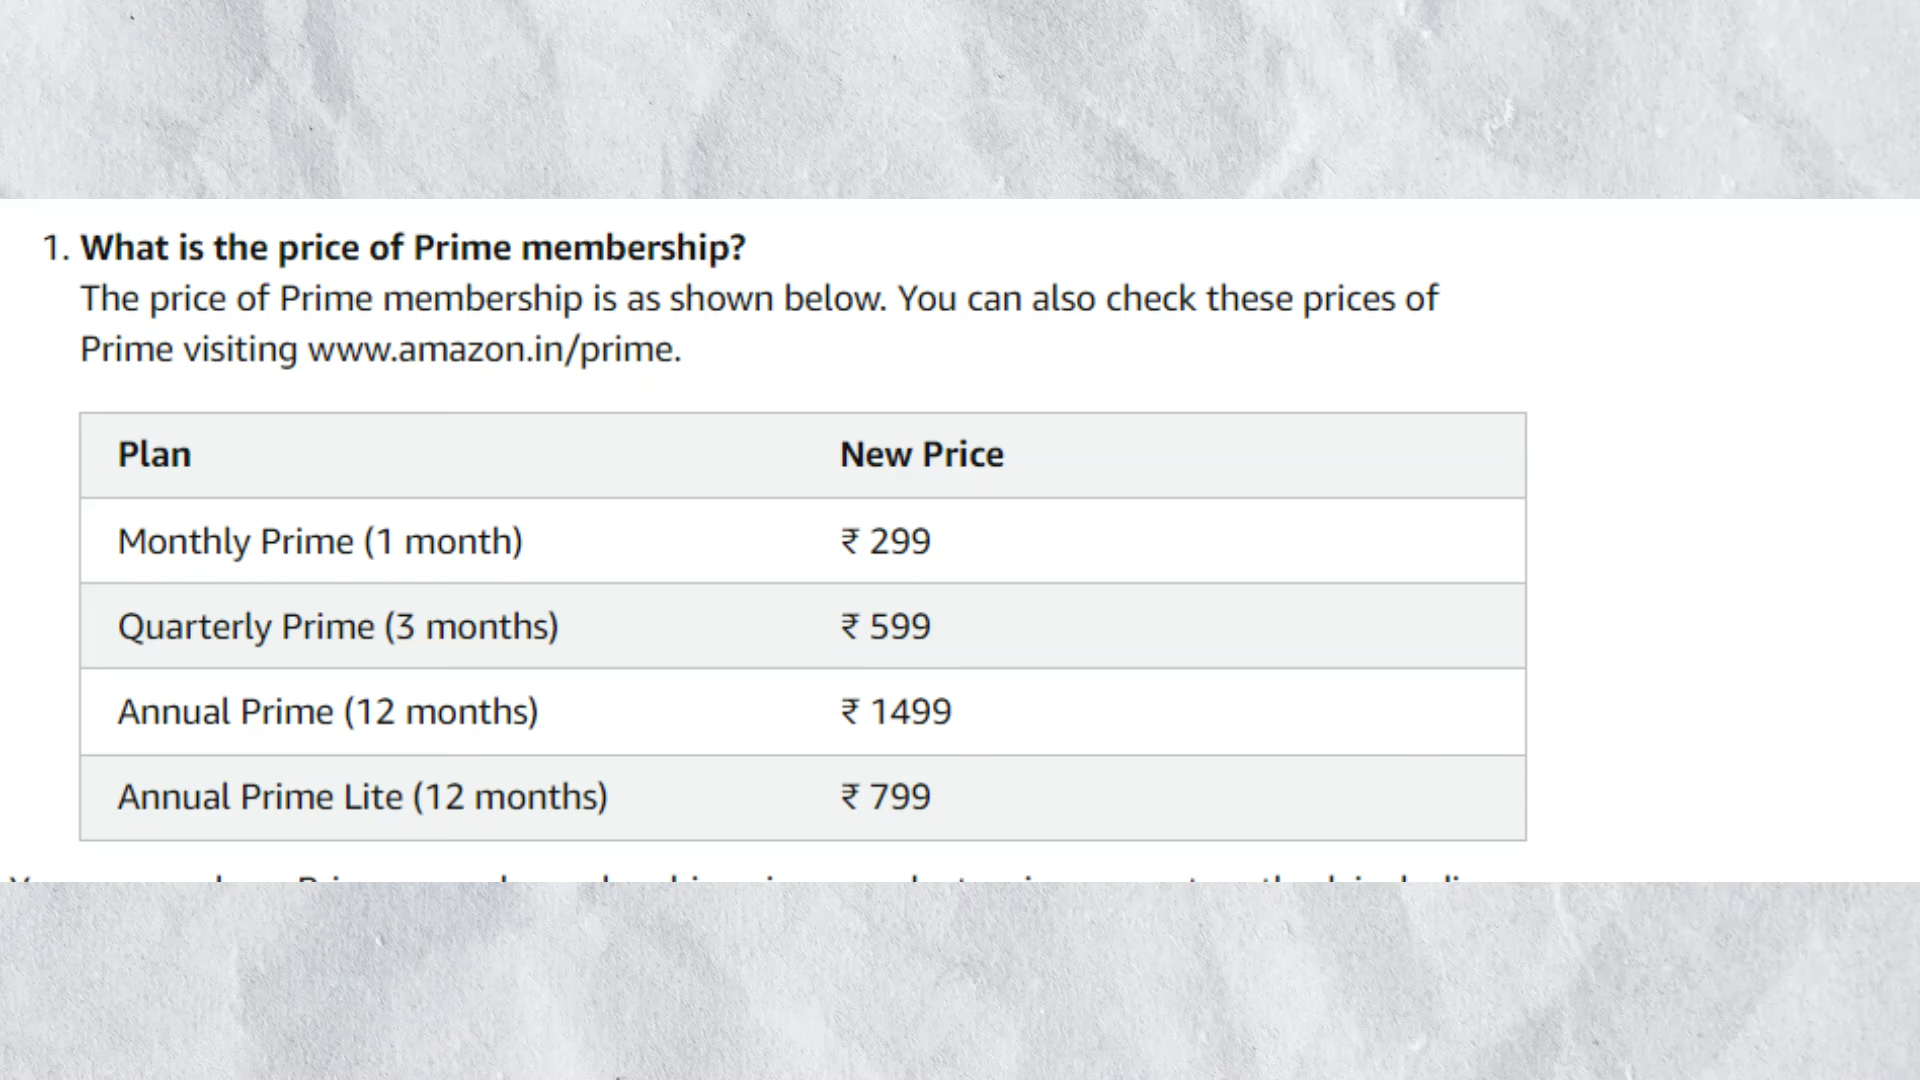 1. What is the price of Prime membership?
The price of Prime membership is as shown below. You can also check these prices of
Prime visiting www.amazon.in/prime.
Plan New Price
Monthly Prime (1 month) ₹ 299
Quarterly Prime (3 months) ₹ 599
Annual Prime (12 months) ₹ 1499
Annual Prime Lite (12 months) ₹ 799